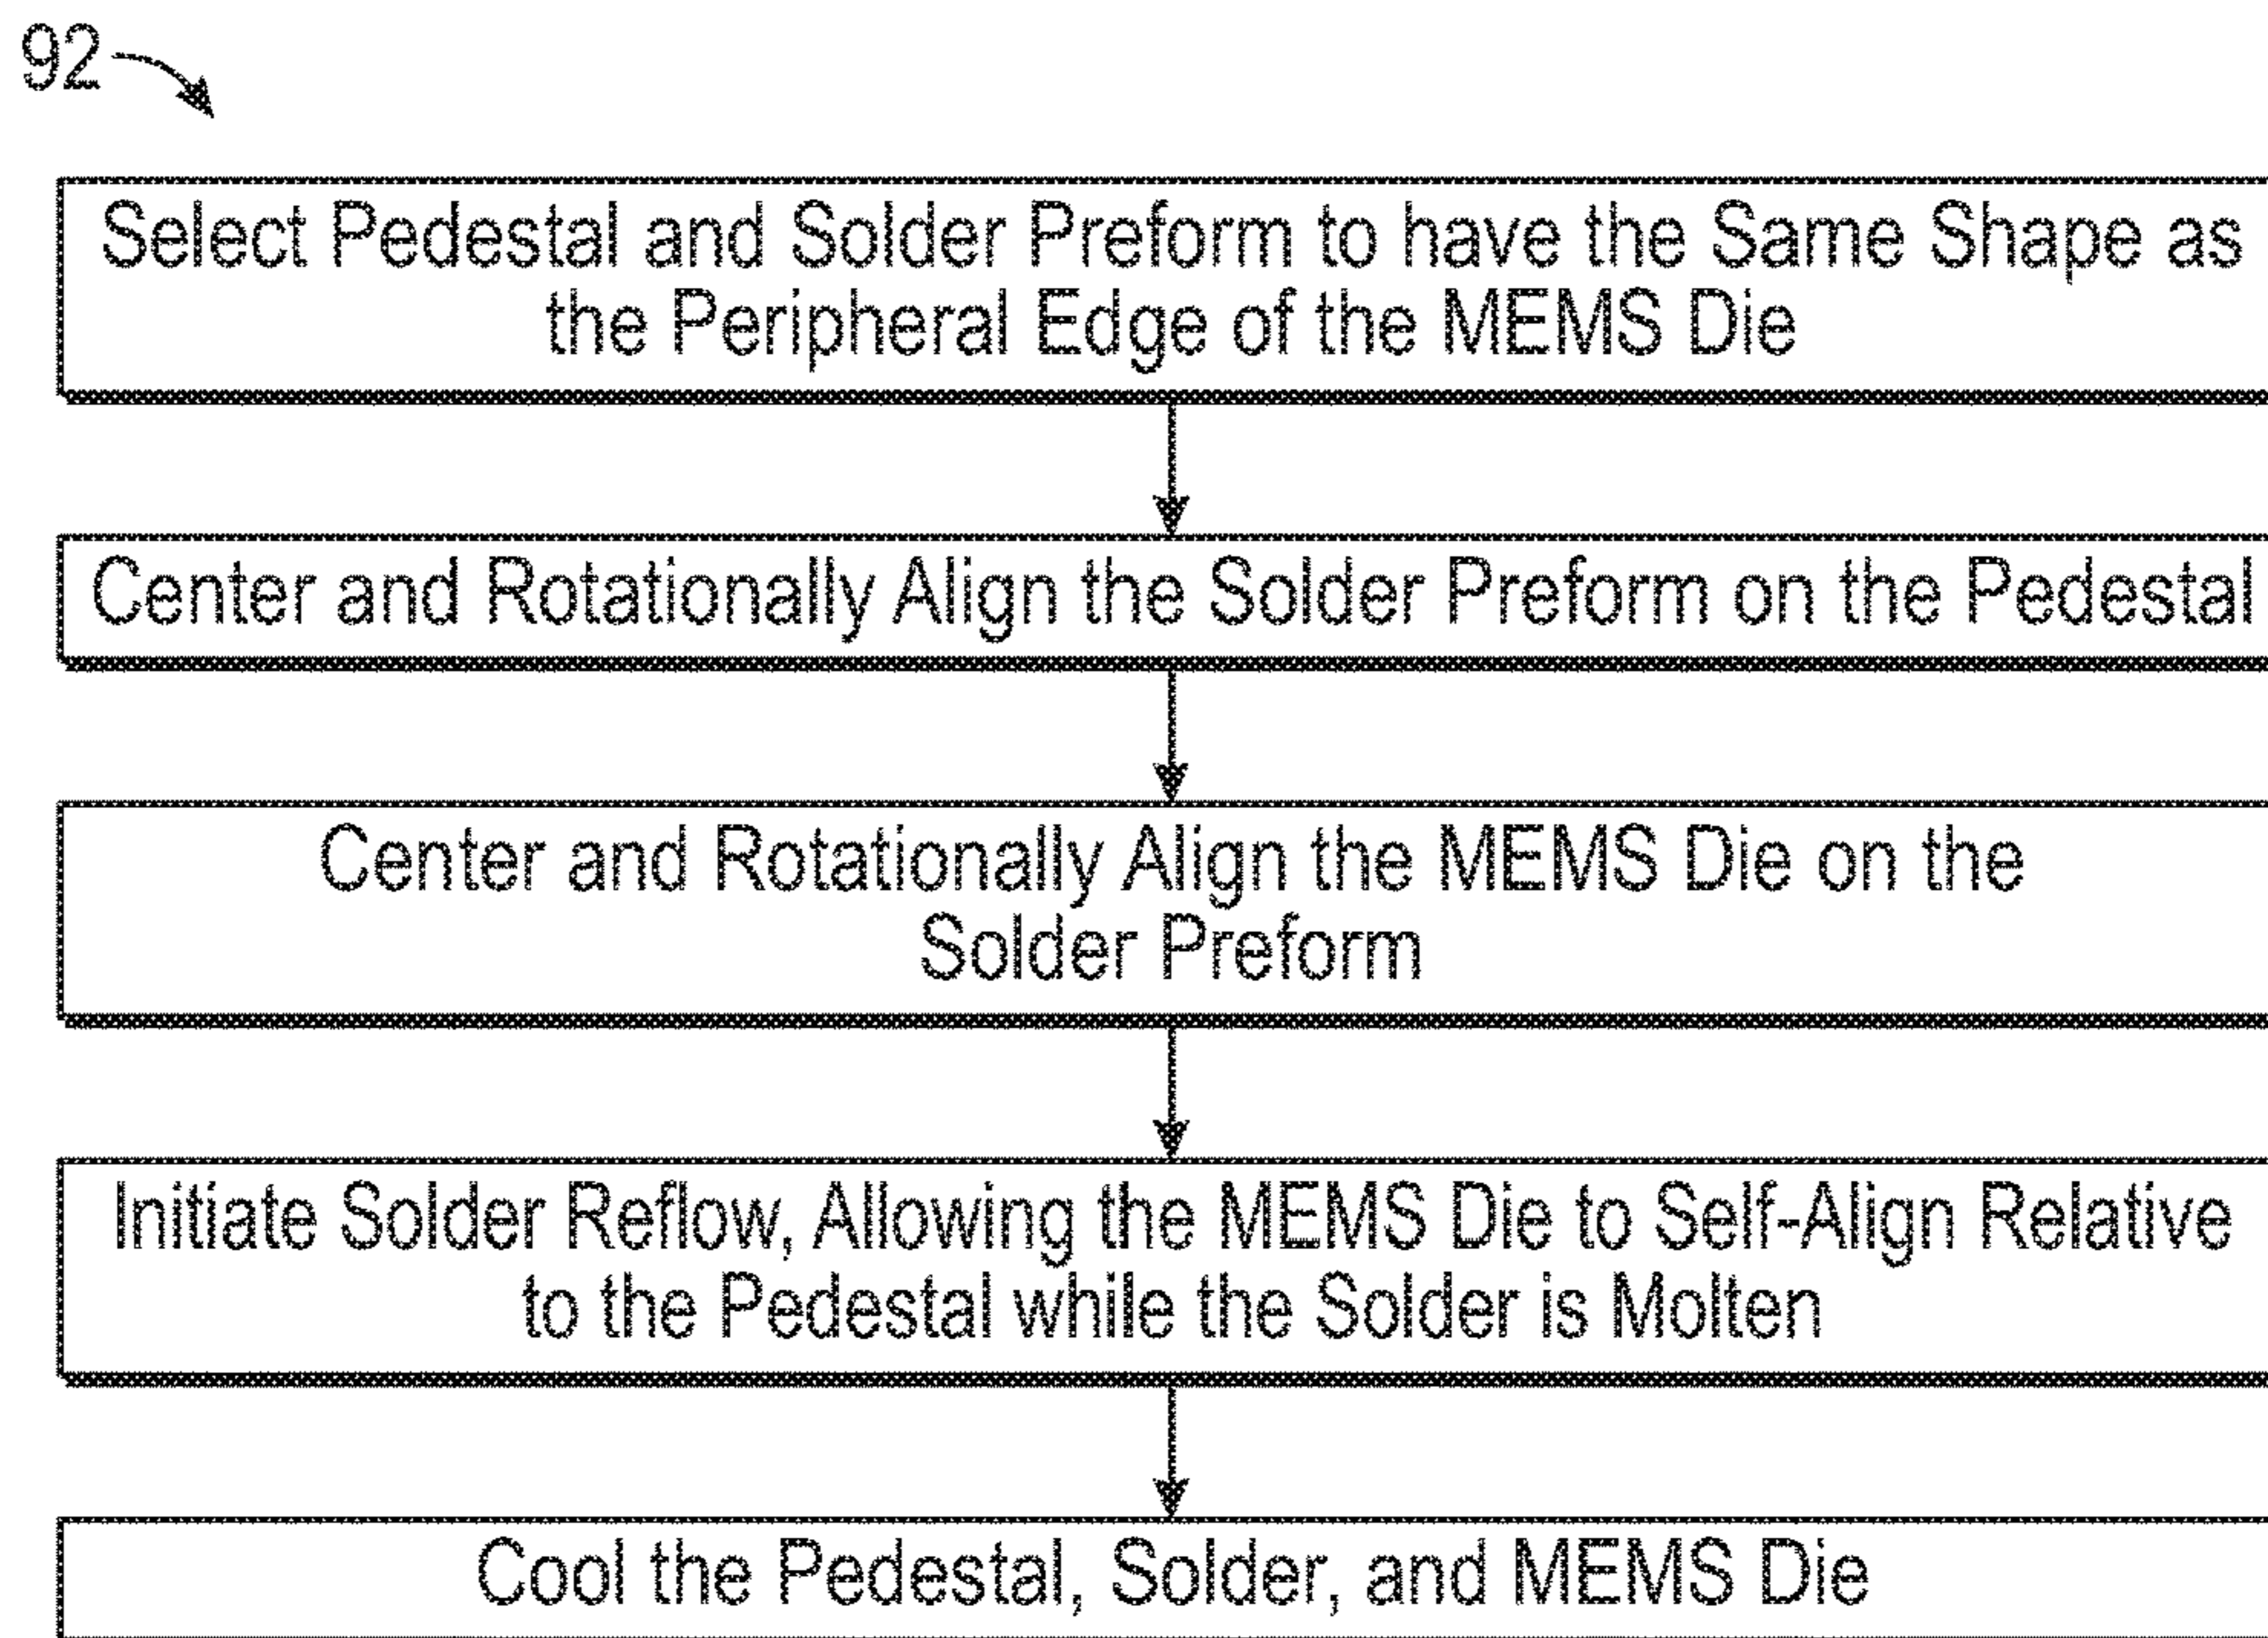 92
Select Pedestal and Solder Preform to have the Same Shape as
the Peripheral Edge of the MEMS Die
Center and Rotationally Align the Solder Preform on the Pedestal
Center and Rotationally Align the MEMS Die on the
Solder Preform
Initiate Solder Reflow, Allowing the MEMS Die to Self-Align Relative
to the Pedestal while the Solder is Molten
Cool the Pedestal, Solder, and MEMS Die